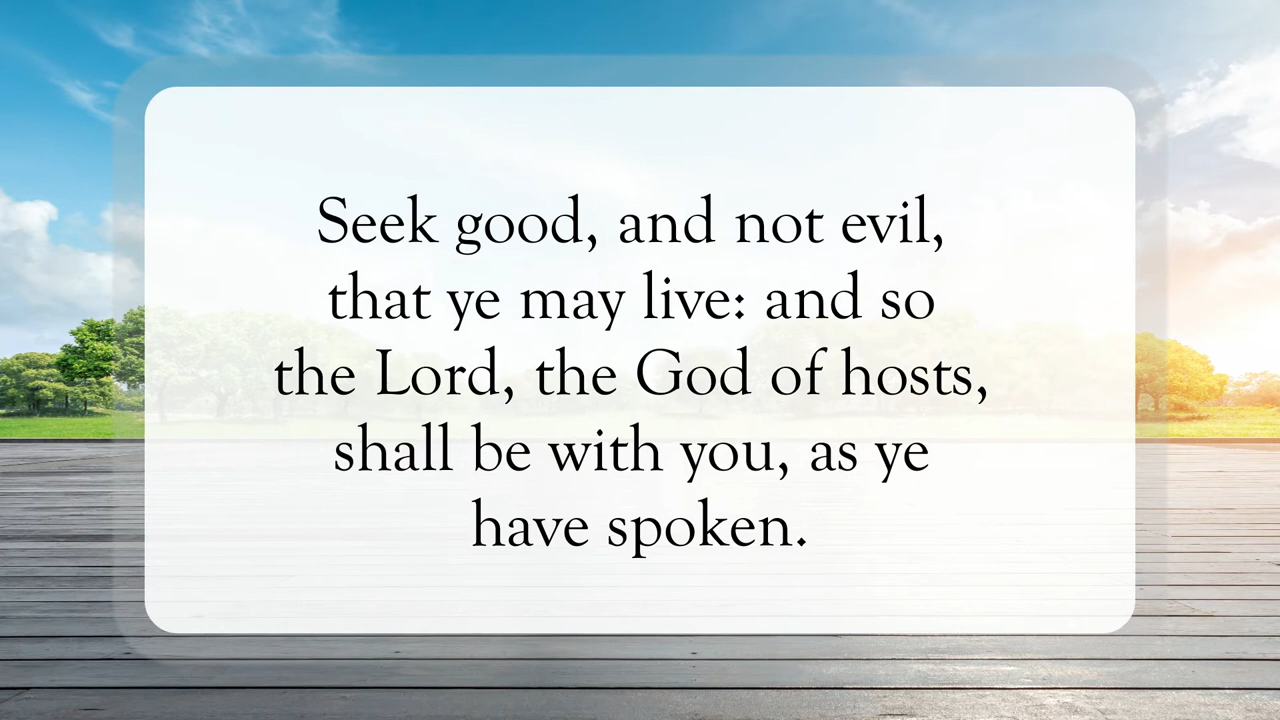 Seek good, and not evil,
that ye may live: and so
the Lord, the God of hosts,
shall be with you, as ye
have spoken.